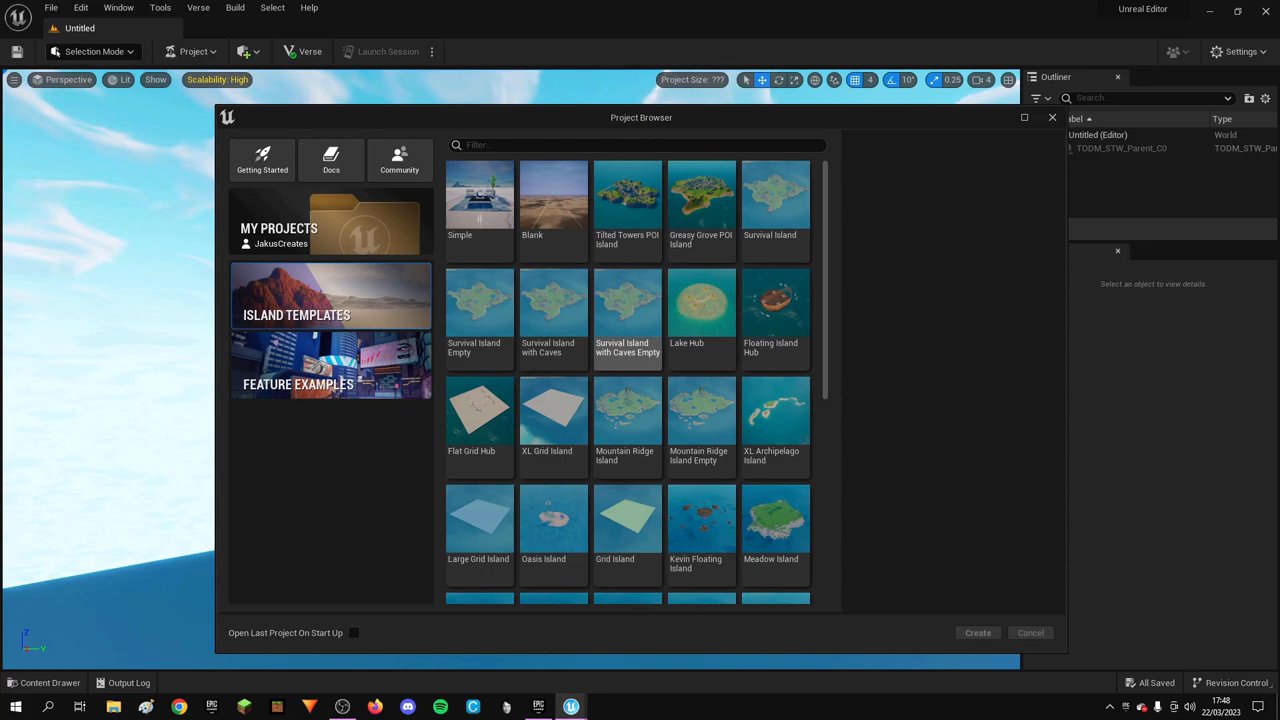 File Edit Window Tools Verse Build Select Help
Unreal Editor
Untitled
Selection Mode
Project
Verse
Launch Session
Settings
Perspective
Lit
Show
Scalability: High
Project Size: ???
4
10°
0.25
4
Outliner
Search...
abel
Type
Untitled (Editor)
World
TODM_STW_Parent_C0
TODM_STW_Pa
Select an object to view details.
Project Browser
Getting Started
Docs
Community
Filter...
MY PROJECTS
JakusCreates
ISLAND TEMPLATES
FEATURE EXAMPLES
Simple
Blank
Tilted Towers POI
Island
Greasy Grove POI
Island
Survival Island
Survival Island
Empty
Survival Island
with Caves
Survival Island
with Caves Empty
Lake Hub
Floating Island
Hub
Flat Grid Hub
XL Grid Island
Mountain Ridge
Island
Mountain Ridge
Island Empty
XL Archipelago
Island
Large Grid Island
Oasis Island
Grid Island
Kevin Floating
Island
Meadow Island
Open Last Project On Start Up
Create
Cancel
Z
Y
Content Drawer
Output Log
All Saved
Revision Control
17:48
22/03/2023